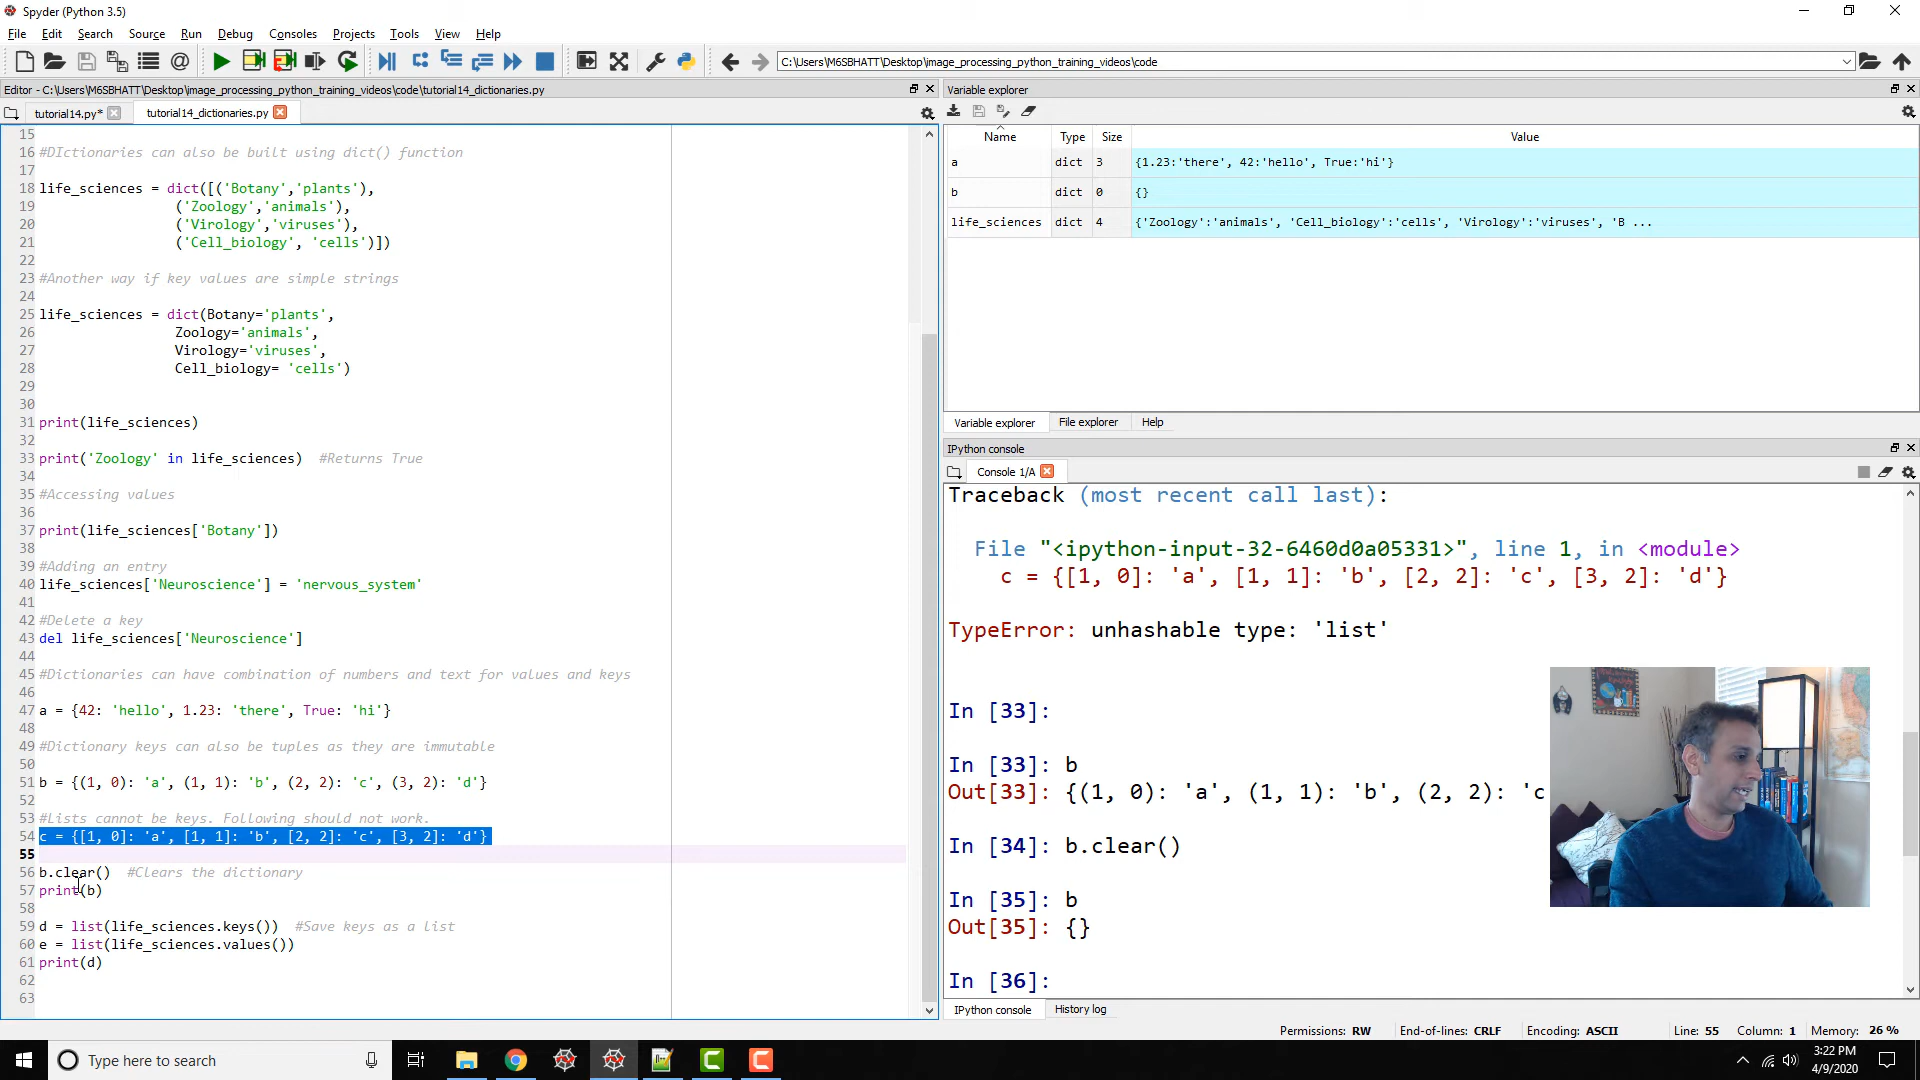 Spyder (Python 3.5)
File Edit Search Source Run Debug Consoles Projects Tools View Help
C:\Users\M6SBHATT\Desktop\image_processing_python_training_videos\code
Editor - C:\Users\M6SBHATT\Desktop\image_processing_python_training_videos\code\tutorial14_dictionaries.py
tutorial14.py* tutorial14_dictionaries.py
15
16 #DIctionaries can also be built using dict() function
17
18 life_sciences = dict([('Botany','plants'),
19 ('Zoology','animals'),
20 ('Virology','viruses'),
21 ('Cell_biology', 'cells')])
22
23 #Another way if key values are simple strings
24
25 life_sciences = dict(Botany='plants',
26 Zoology='animals',
27 Virology='viruses',
28 Cell_biology= 'cells')
29
30
31 print(life_sciences)
32
33 print('Zoology' in life_sciences) #Returns True
34
35 #Accessing values
36
37 print(life_sciences['Botany'])
38
39 #Adding an entry
40 life_sciences['Neuroscience'] = 'nervous_system'
41
42 #Delete a key
43 del life_sciences['Neuroscience']
44
45 #Dictionaries can have combination of numbers and text for values and keys
46
47 a = {42: 'hello', 1.23: 'there', True: 'hi'}
48
49 #Dictionary keys can also be tuples as they are immutable
50
51 b = {(1, 0): 'a', (1, 1): 'b', (2, 2): 'c', (3, 2): 'd'}
52
53 #Lists cannot be keys. Following should not work.
54 c = {[1, 0]: 'a', [1, 1]: 'b', [2, 2]: 'c', [3, 2]: 'd'}
55
56 b.clear() #Clears the dictionary
57 print(b)
58
59 d = list(life_sciences.keys()) #Save keys as a list
60 e = list(life_sciences.values())
61 print(d)
62
63
Variable explorer
Name Type Size Value
a dict 3 {1.23:'there', 42:'hello', True:'hi'}
b dict 0 {}
life_sciences dict 4 {'Zoology':'animals', 'Cell_biology':'cells', 'Virology':'viruses', 'B ...
Variable explorer File explorer Help
IPython console
Console 1/A
Traceback (most recent call last):
File "<ipython-input-32-6460d0a05331>", line 1, in <module>
c = {[1, 0]: 'a', [1, 1]: 'b', [2, 2]: 'c', [3, 2]: 'd'}
TypeError: unhashable type: 'list'
In [33]:
In [33]: b
Out[33]: {(1, 0): 'a', (1, 1): 'b', (2, 2): 'c
In [34]: b.clear()
In [35]: b
Out[35]: {}
In [36]:
IPython console History log
Permissions: RW End-of-lines: CRLF Encoding: ASCII Line: 55 Column: 1 Memory: 26 %
Type here to search
3:22 PM
4/9/2020